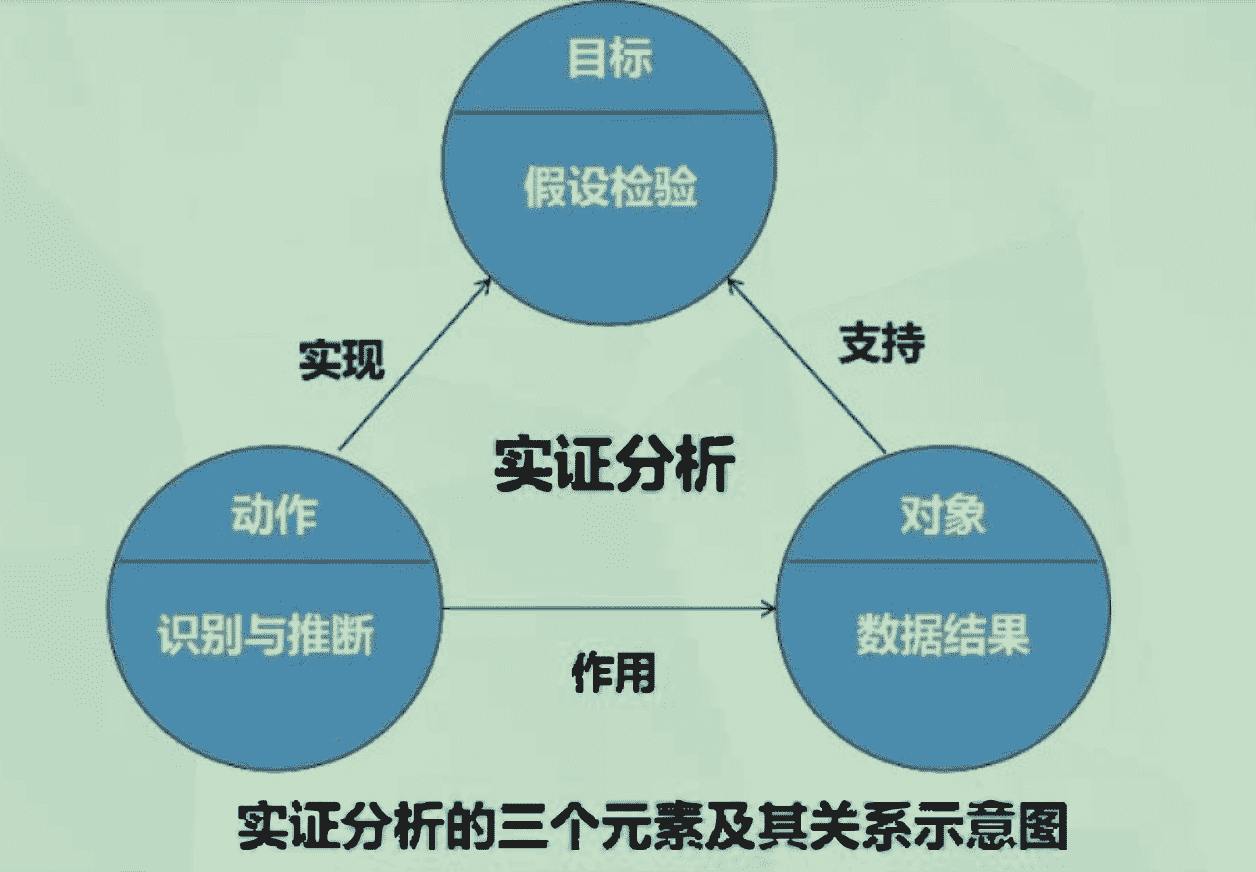 目标
假设检验
实现
支持
实证分析
动作
识别与推断
对象
数据结果
作用
实证分析的三个元素及其关系示意图